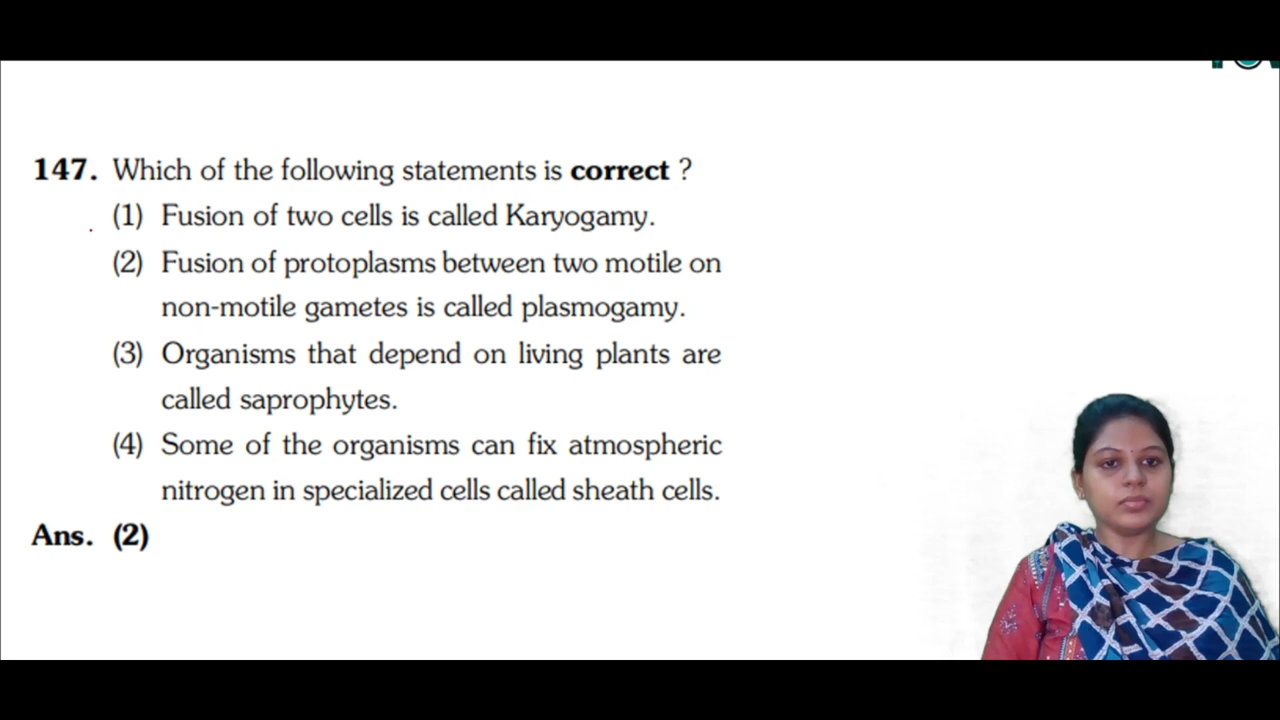 147. Which of the following statements is correct ?
(1) Fusion of two cells is called Karyogamy.
(2) Fusion of protoplasms between two motile on
non-motile gametes is called plasmogamy.
(3) Organisms that depend on living plants are
called saprophytes.
(4) Some of the organisms can fix atmospheric
nitrogen in specialized cells called sheath cells.
Ans. (2)